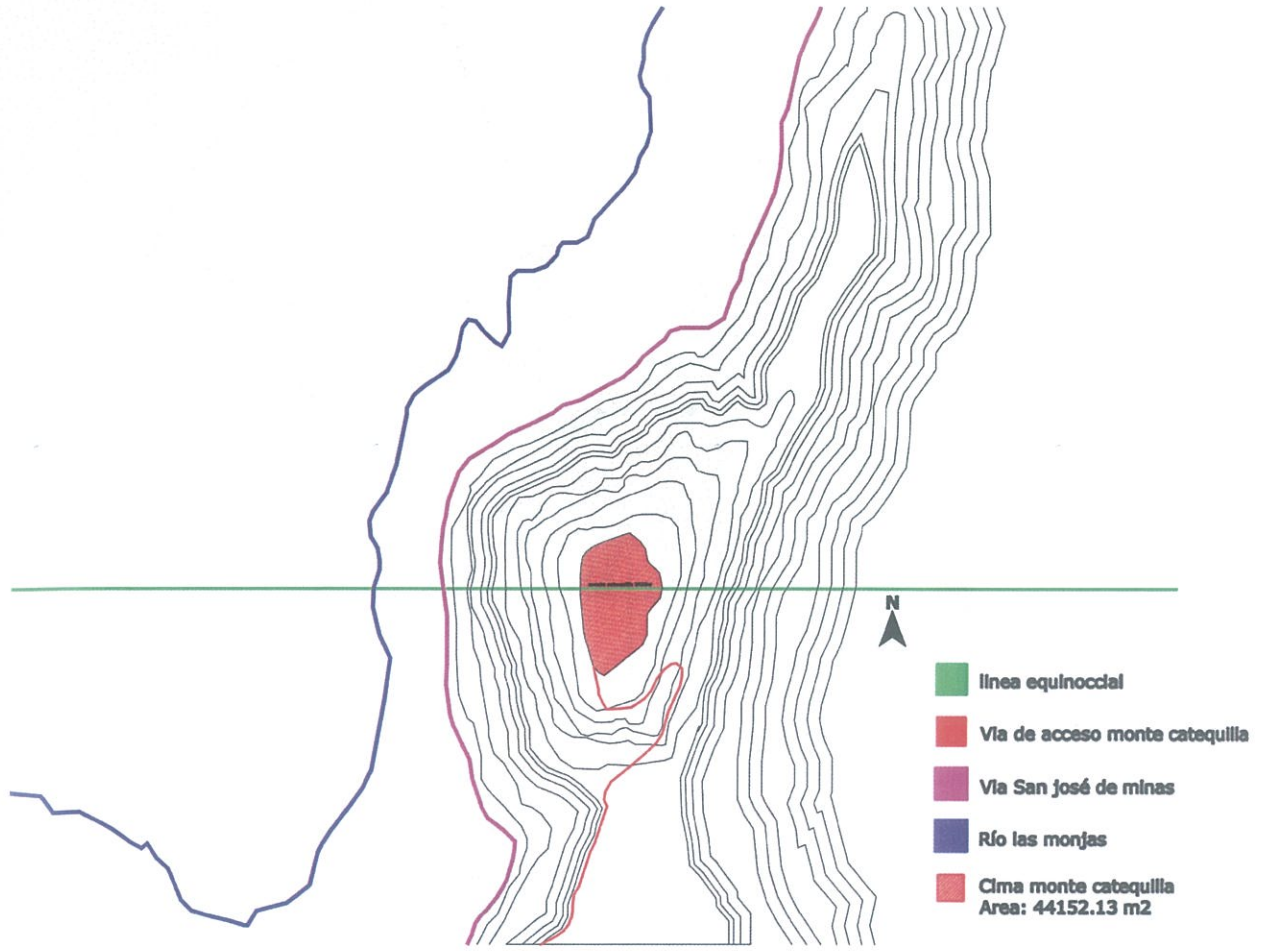 N
linea equinoccial
Via de acceso monte catequilla
Via San josé de minas
Río las monjas
Cima monte catequilla
Area: 44152.13 m2